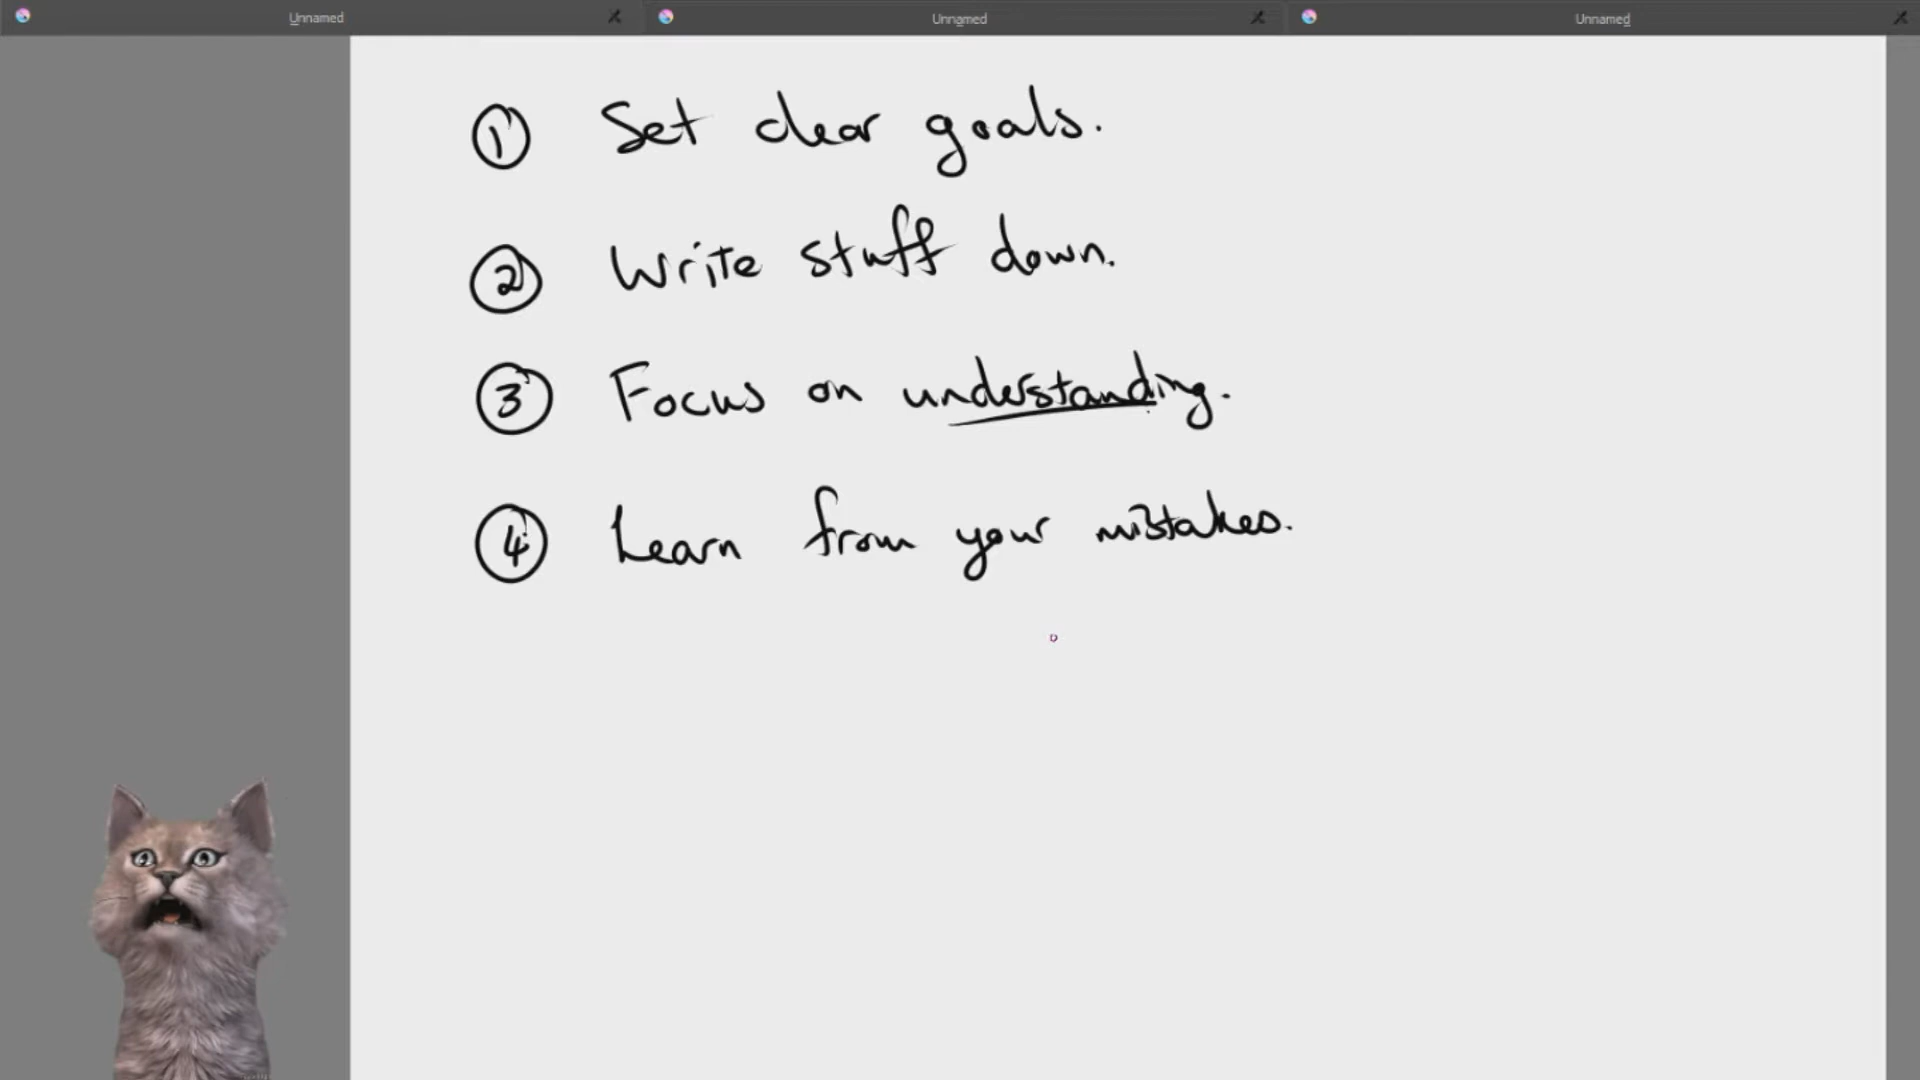 Unnamed Unnamed Unnamed
① Set clear goals.
② Write stuff down.
③ Focus on understanding.
④ Learn from your mistakes.